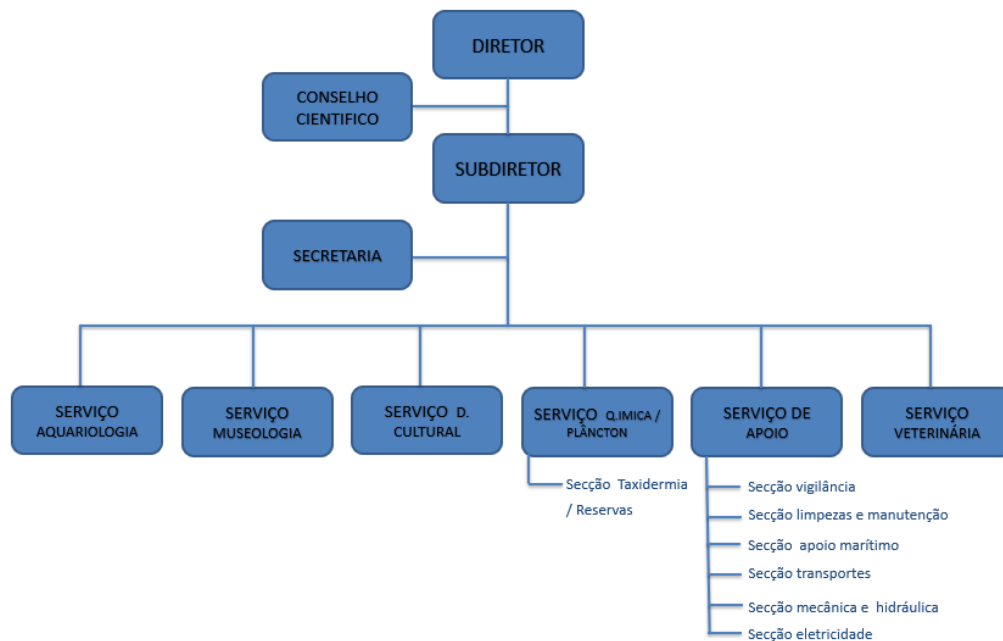 DIRETOR
CONSELHO
CIENTIFICO
SUBDIRETOR
SECRETARIA
SERVIÇO
AQUARIOLOGIA
SERVIÇO
MUSEOLOGIA
SERVIÇO D.
CULTURAL
SERVIÇO Q.IMICA /
PLÂNCTON
SERVIÇO DE
APOIO
SERVIÇO
VETERINÁRIA
Secção Taxidermia
/ Reservas
Secção vigilância
Secção limpezas e manutenção
Secção apoio marítimo
Secção transportes
Secção mecânica e hidráulica
Secção eletricidade